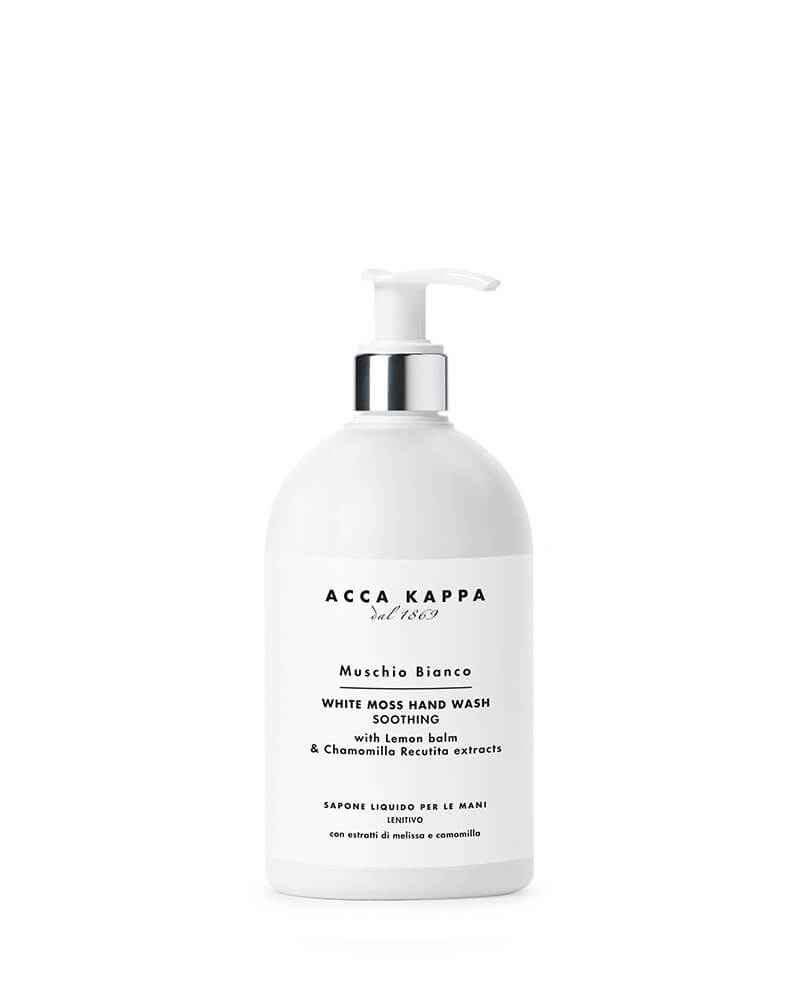 ACCA KAPPA
dal 1869
Muschio Bianco
WHITE MOSS HAND WASH
SOOTHING
with Lemon balm
& Chamomilla Recutita extracts
SAPONE LIQUIDO PER LE MANI
LENITIVO
con estratti di melissa e camomilla